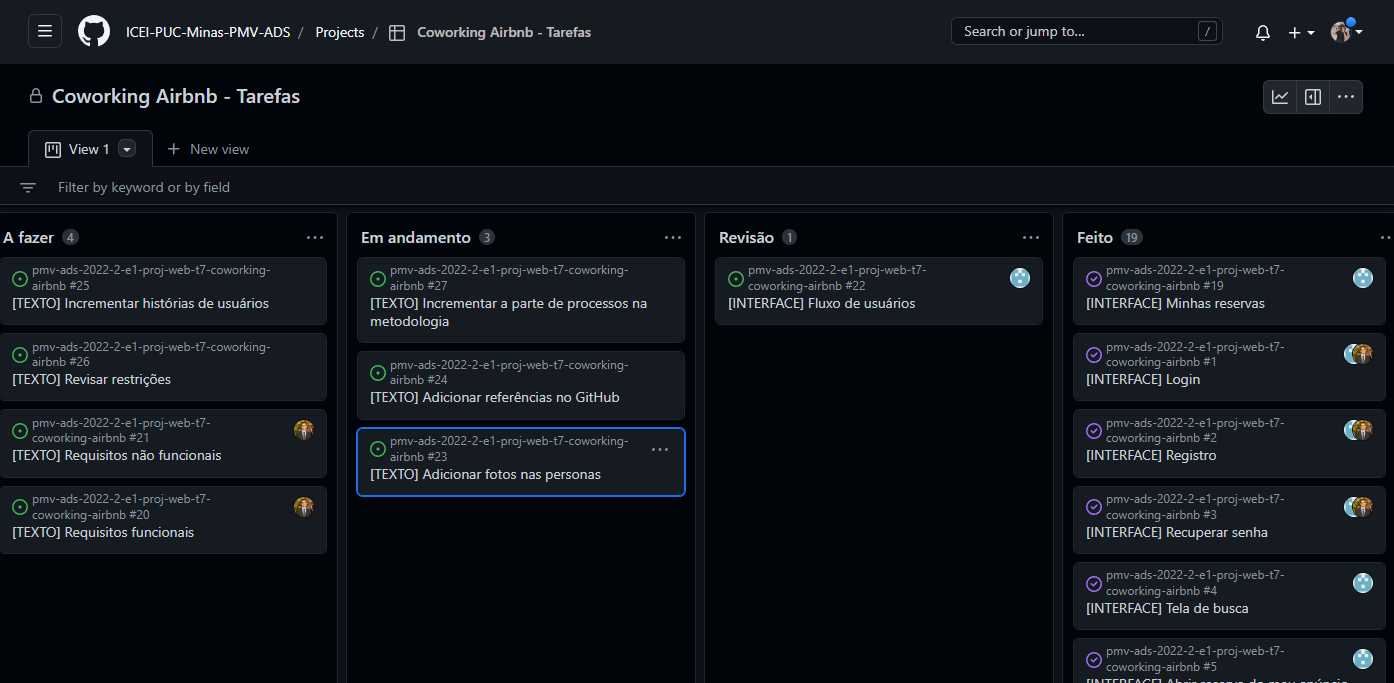 ICEI-PUC-Minas-PMV-ADS / Projects / Coworking Airbnb - Tarefas
Search or jump to... /
Coworking Airbnb - Tarefas
View 1
New view
Filter by keyword or by field
A fazer 4
pmv-ads-2022-2-e1-proj-web-t7-coworking-
airbnb #25
[TEXTO] Incrementar histórias de usuários
pmv-ads-2022-2-e1-proj-web-t7-coworking-
airbnb #26
[TEXTO] Revisar restrições
pmv-ads-2022-2-e1-proj-web-t7-
coworking-airbnb #21
[TEXTO] Requisitos não funcionais
pmv-ads-2022-2-e1-proj-web-t7-
coworking-airbnb #20
[TEXTO] Requisitos funcionais
Em andamento 3
pmv-ads-2022-2-e1-proj-web-t7-coworking-
airbnb #27
[TEXTO] Incrementar a parte de processos na
metodologia
pmv-ads-2022-2-e1-proj-web-t7-coworking-
airbnb #24
[TEXTO] Adicionar referências no GitHub
pmv-ads-2022-2-e1-proj-web-t7-coworking-
airbnb #23
[TEXTO] Adicionar fotos nas personas
Revisão 1
pmv-ads-2022-2-e1-proj-web-t7-
coworking-airbnb #22
[INTERFACE] Fluxo de usuários
Feito 19
pmv-ads-2022-2-e1-proj-web-t7-
coworking-airbnb #19
[INTERFACE] Minhas reservas
pmv-ads-2022-2-e1-proj-web-t7-
coworking-airbnb #1
[INTERFACE] Login
pmv-ads-2022-2-e1-proj-web-t7-
coworking-airbnb #2
[INTERFACE] Registro
pmv-ads-2022-2-e1-proj-web-t7-
coworking-airbnb #3
[INTERFACE] Recuperar senha
pmv-ads-2022-2-e1-proj-web-t7-
coworking-airbnb #4
[INTERFACE] Tela de busca
pmv-ads-2022-2-e1-proj-web-t7-
coworking-airbnb #5